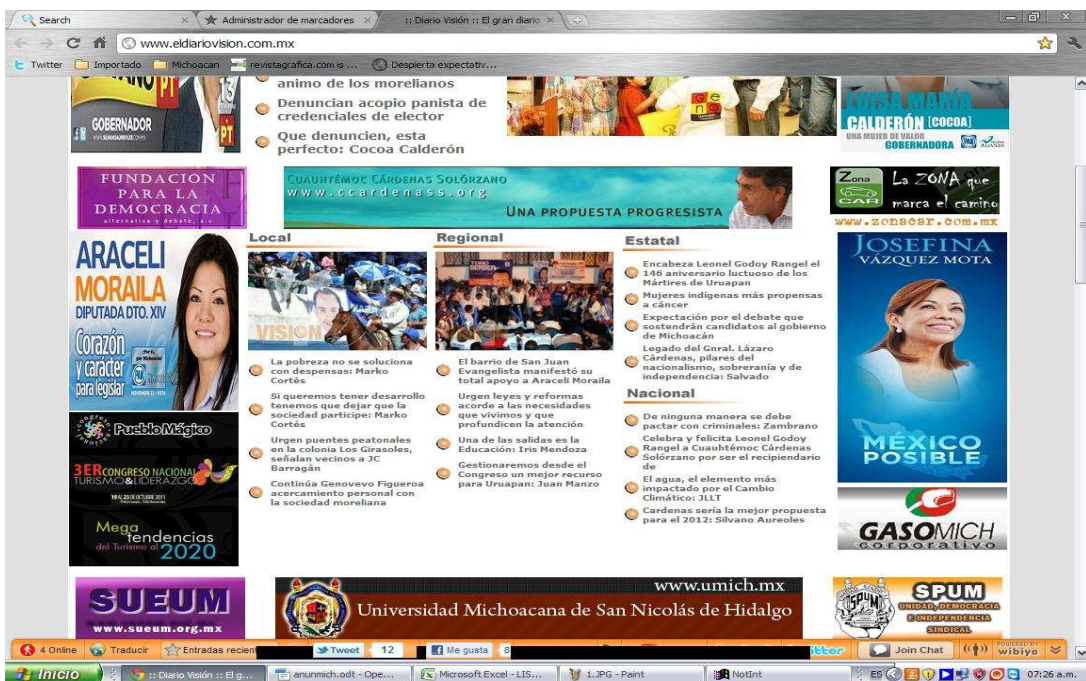 Search
Administrador de marcadores
:: Diario Visión :: El gran diario
www.eldiariovision.com.mx
Twitter
Importado
Michoacan
revistagrafica.com is ...
Despierta expectativ...
PT
13
GOBERNADOR
PT
animo de los morelianos
Denuncian acopio panista de
credenciales de elector
Que denuncien, esta
perfecto: Cocoa Calderón
LUISA MARÍA
CALDERÓN [COCOA]
UNA MUJER DE VALOR
GOBERNADORA
FUNDACION
PARA LA
DEMOCRACIA
alternativa y debate, a.c
CUAUHTÉMOC CÁRDENAS SOLÓRZANO
www.ccardenass.org
UNA PROPUESTA PROGRESISTA
Zona
CAR
La ZONA que
marca el camino
www.zonacar.com.mx
ARACELI
MORAILA
DIPUTADA DTO. XIV
Corazón
y carácter
para legislar
Local
VISION
La pobreza no se soluciona
con despensas: Marko
Cortés
Si queremos tener desarrollo
tenemos que dejar que la
sociedad participe: Marko
Cortés
Urgen puentes peatonales
en la colonia Los Girasoles,
señalan vecinos a JC
Barragán
Continúa Genovevo Figueroa
acercamiento personal con
la sociedad moreliana
Regional
El barrio de San Juan
Evangelista manifestó su
total apoyo a Araceli Moraila
Urgen leyes y reformas
acorde a las necesidades
que vivimos y que
profundicen la atención
Una de las salidas es la
Educación: Iris Mendoza
Gestionaremos desde el
Congreso un mejor recurso
para Uruapan: Juan Manzo
Estatal
Encabeza Leonel Godoy Rangel el
146 aniversario luctuoso de los
Mártires de Uruapan
Mujeres indígenas más propensas
a cáncer
Expectación por el debate que
sostendrán candidatos al gobierno
de Michoacán
Legado del Gnral. Lázaro
Cárdenas, pilares del
nacionalismo, sobreranía y de
independencia: Salvado
Nacional
De ninguna manera se debe
pactar con criminales: Zambrano
Celebra y felicita Leonel Godoy
Rangel a Cuauhtémoc Cárdenas
Solórzano por ser el recipiendario
de
El agua, el elemento más
impactado por el Cambio
Climático: JLLT
Cardenas sería la mejor propuesta
para el 2012: Silvano Aureoles
JOSEFINA
VÁZQUEZ MOTA
MÉXICO
POSIBLE
Pueblo Mágico
3ER CONGRESO NACIONAL
TURISMO & LIDERAZGO
Mega
tendencias
del Turismo al
2020
GASOMICH
corporativo
SUEUM
www.sueum.org.mx
www.umich.mx
Universidad Michoacana de San Nicolás de Hidalgo
SPUM
UNIDAD, DEMOCRACIA
E INDEPENDENCIA
SINDICAL
4 Online
Traducir
Entradas recien
Tweet
12
Me gusta
8
Join Chat
POWERED BY
wibiya
Inicio
:: Diario Visión :: El g...
anunmich.odt - Ope...
Microsoft Excel - LIS...
1.JPG - Paint
NotInt
ES
07:26 a.m.